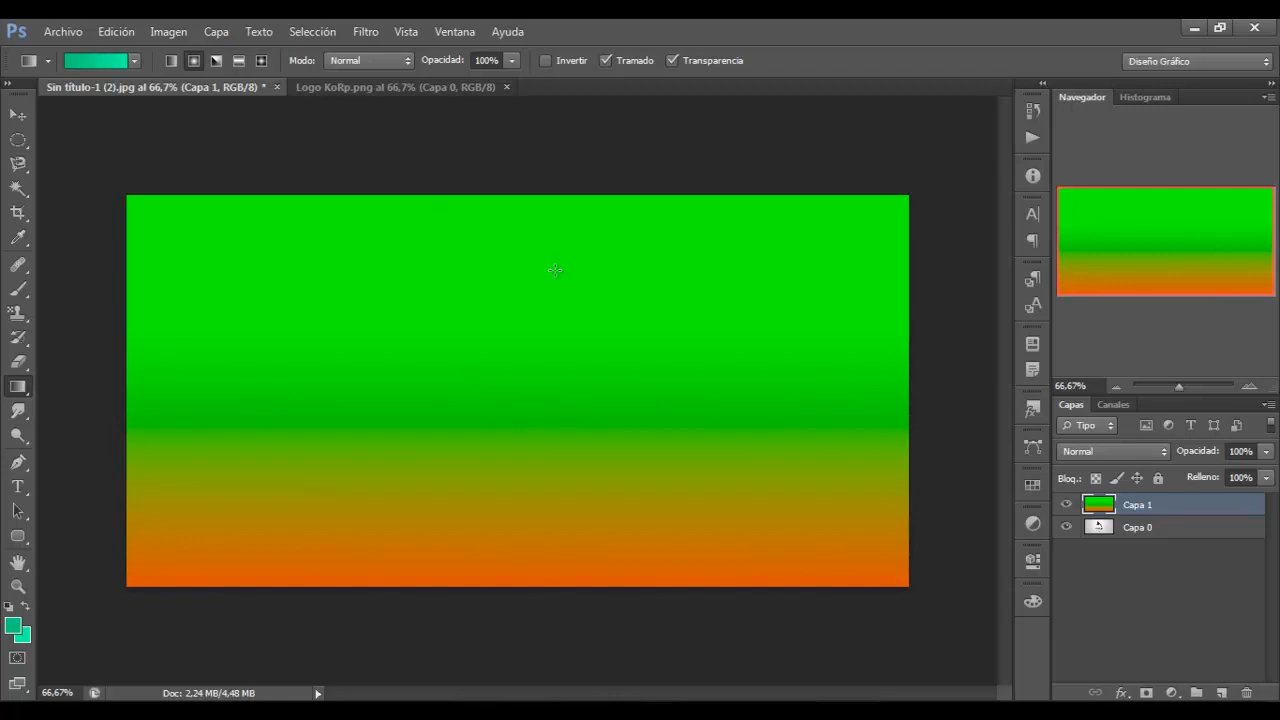 Ps Archivo Edición Imagen Capa Texto Selección Filtro Vista Ventana Ayuda
Modo: Normal Opacidad: 100% Invertir Tramado Transparencia Diseño Gráfico
Sin título-1 (2).jpg al 66,7% (Capa 1, RGB/8) * × Logo KoRp.png al 66,7% (Capa 0, RGB/8) ×
Navegador Histograma
66,67%
Capas Canales
Tipo
Normal Opacidad: 100%
Bloq.: Relleno: 100%
Capa 1
Capa 0
66,67% Doc: 2,24 MB/4,48 MB